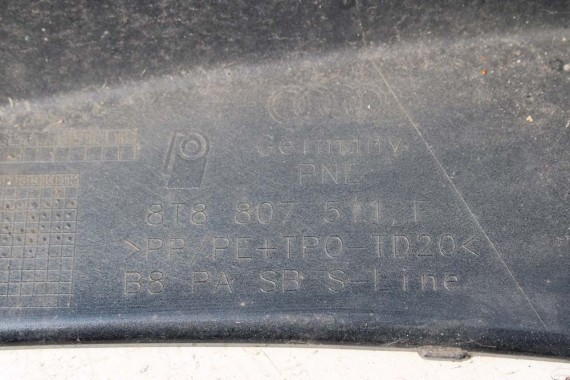 Germany
PNE
8T8 807 511 F
>PP/PE+TPO-TD20<
B8 PA SB S-Line